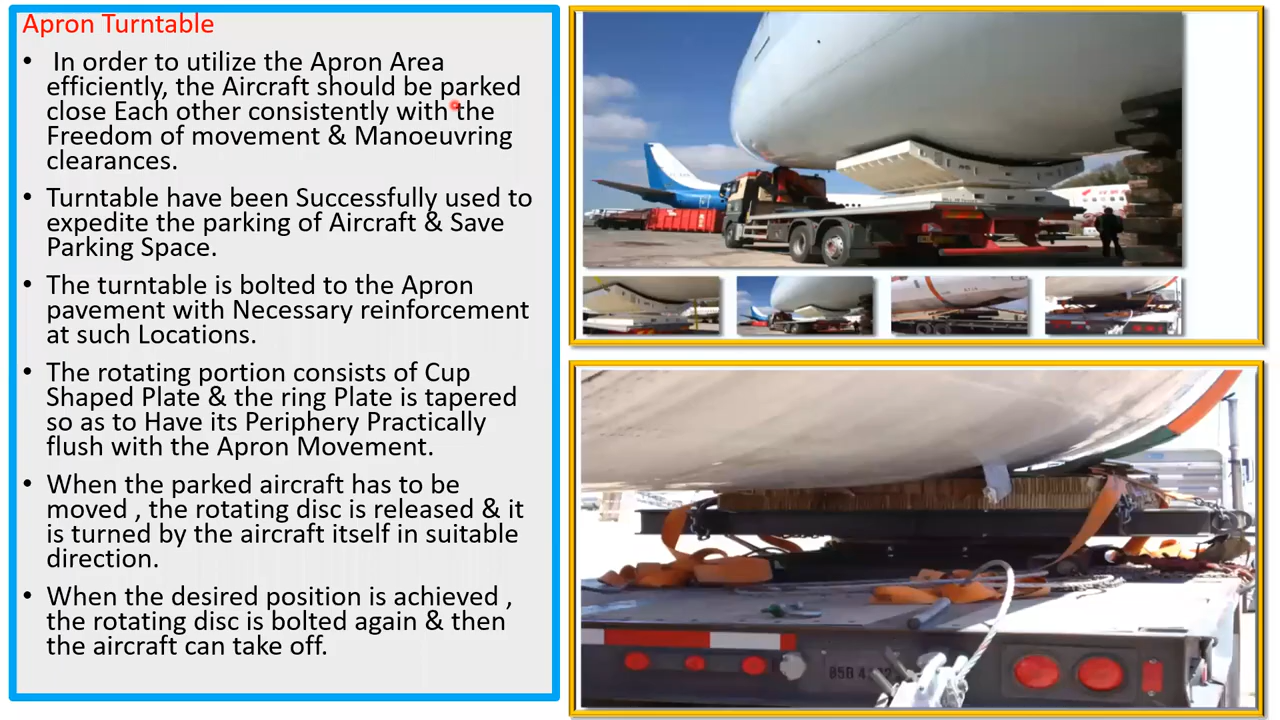 Apron Turntable
• In order to utilize the Apron Area
efficiently, the Aircraft should be parked
close Each other consistently with the
Freedom of movement & Manoeuvring
clearances.
• Turntable have been Successfully used to
expedite the parking of Aircraft & Save
Parking Space.
• The turntable is bolted to the Apron
pavement with Necessary reinforcement
at such Locations.
• The rotating portion consists of Cup
Shaped Plate & the ring Plate is tapered
so as to Have its Periphery Practically
flush with the Apron Movement.
• When the parked aircraft has to be
moved , the rotating disc is released & it
is turned by the aircraft itself in suitable
direction.
• When the desired position is achieved ,
the rotating disc is bolted again & then
the aircraft can take off.